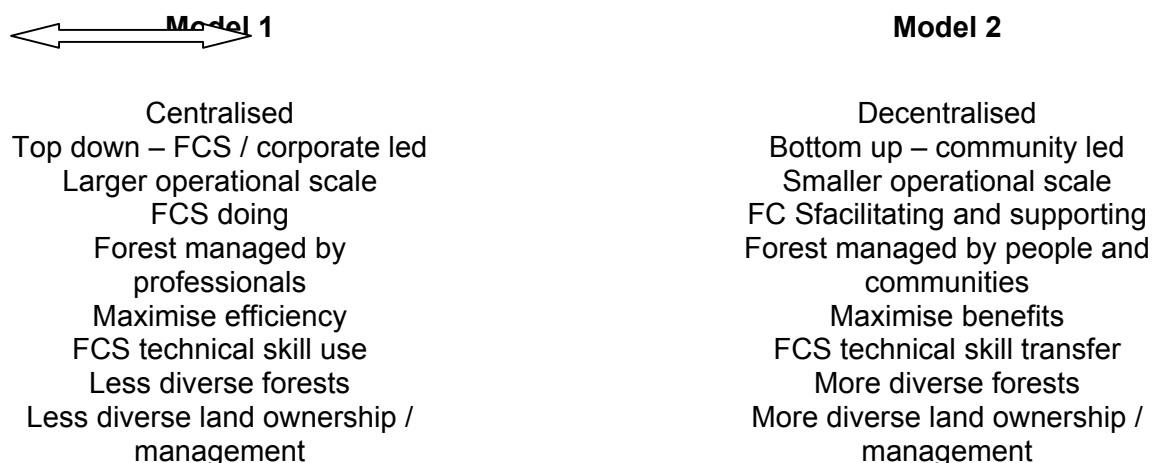 Model 1
Centralised
Top down – FCS / corporate led
Larger operational scale
FCS doing
Forest managed by
professionals
Maximise efficiency
FCS technical skill use
Less diverse forests
Less diverse land ownership /
management
Model 2
Decentralised
Bottom up – community led
Smaller operational scale
FC Sfacilitating and supporting
Forest managed by people and
communities
Maximise benefits
FCS technical skill transfer
More diverse forests
More diverse land ownership /
management